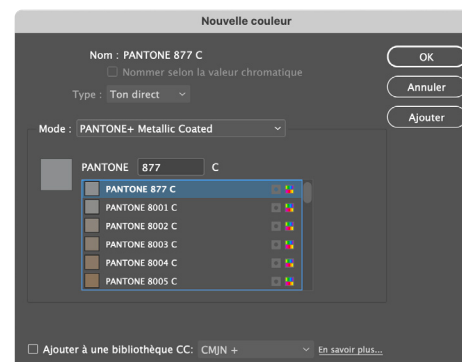 Nouvelle couleur
Nom : PANTONE 877 C
OK
Nommer selon la valeur chromatique
Annuler
Type : Ton direct
Ajouter
Mode : PANTONE+ Metallic Coated
PANTONE 877 C
PANTONE 877 C
PANTONE 8001 C
PANTONE 8002 C
PANTONE 8003 C
PANTONE 8004 C
PANTONE 8005 C
Ajouter à une bibliothèque CC: CMJN + En savoir plus...